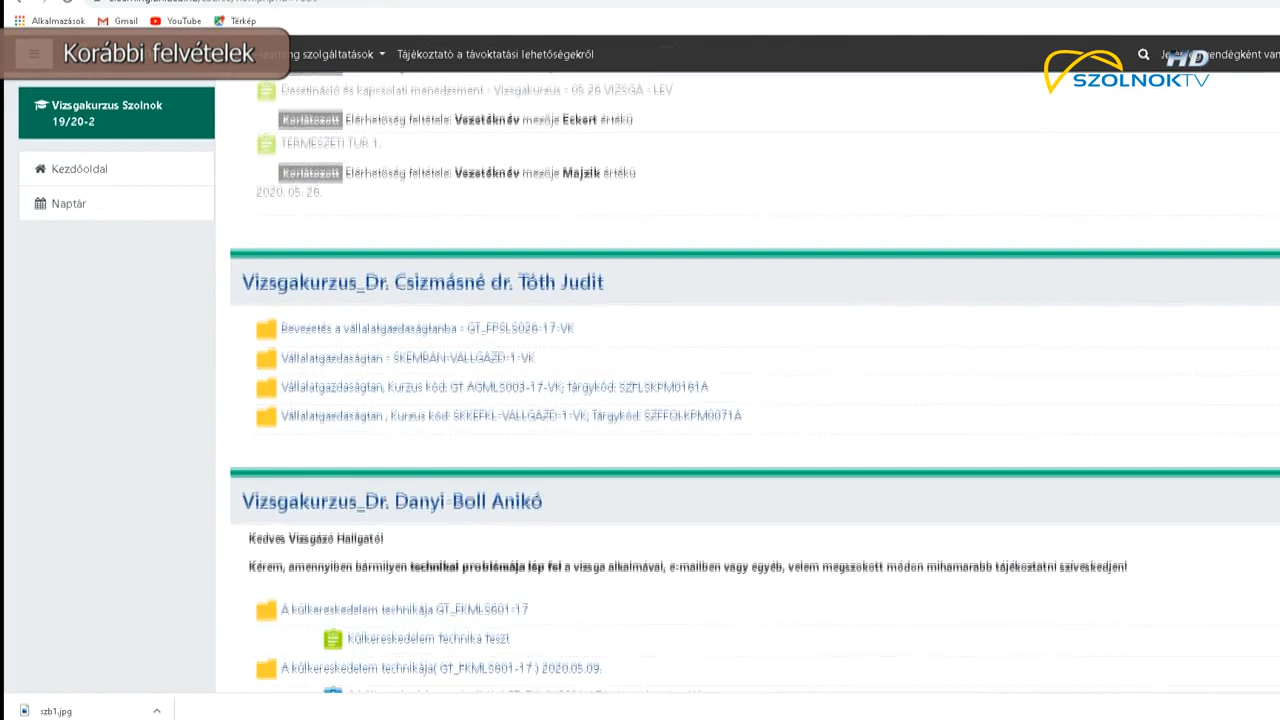 Alkalmazások Gmail YouTube Térkép
Korábbi felvételek
szolgáltatások Tájékoztató a távoktatási lehetőségekről
HD
SZOLNOKTV
Vizsgakurzus Szolnok
19/20-2
Kezdőoldal
Naptár
Desztináció és kapcsolati menedzsment - Vizsgakurzus - 05.26 VIZSGA - LEV
Korlátozott Elérhetőség feltétele: Vezetéknév mezője Eckert értékű
TERMÉSZETI TUR 1.
Korlátozott Elérhetőség feltétele: Vezetéknév mezője Majzik értékű
2020. 05. 26.
Vizsgakurzus_Dr. Csizmásné dr. Tóth Judit
Bevezetés a vállalatgazdaságtanba - GT_FPSLS026-17-VK
Vállalatgazdaságtan - SKEMBAN-VALLGAZD-1-VK
Vállalatgazdaságtan, Kurzus kód: GT AGMLS003-17-VK; tárgykód: SZFLSKPM0161A
Vállalatgazdaságtan , Kurzus kód: SKKEFKL-VALLGAZD-1-VK; Tárgykód: SZFFOLKPM0071A
Vizsgakurzus_Dr. Danyi-Boll Anikó
Kedves Vizsgázó Hallgató!
Kérem, amennyiben bármilyen technikai problémája lép fel a vizsga alkalmával, e-mailben vagy egyéb, velem megszokott módon mihamarabb tájékoztatni szíveskedjen!
A külkereskedelem technikája GT_FKMLS601-17
Külkereskedelem technika teszt
A külkereskedelem technikája( GT_FKMLS601-17 ) 2020.05.09.
szb1.jpg